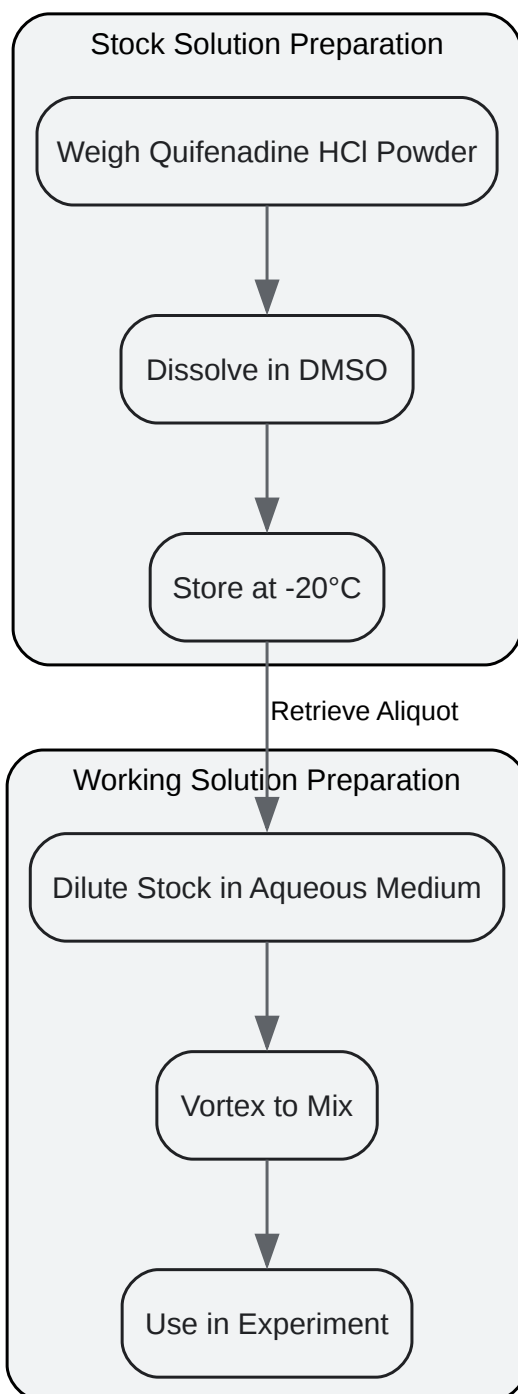 Stock Solution Preparation
Weigh Quifenadine HCl Powder
Dissolve in DMSO
Store at -20°C
Retrieve Aliquot
Working Solution Preparation
Dilute Stock in Aqueous Medium
Vortex to Mix
Use in Experiment